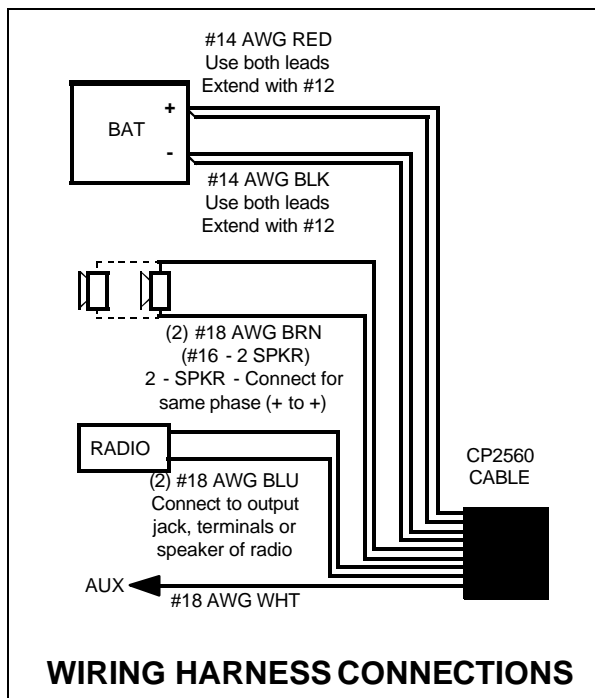 #14 AWG RED
Use both leads
Extend with #12
+
BAT
-
#14 AWG BLK
Use both leads
Extend with #12
(2) #18 AWG BRN
(#16 - 2 SPKR)
2 - SPKR - Connect for
same phase (+ to +)
RADIO
CP2560
CABLE
(2) #18 AWG BLU
Connect to output
jack, terminals or
speaker of radio
AUX
#18 AWG WHT
WIRING HARNESS CONNECTIONS